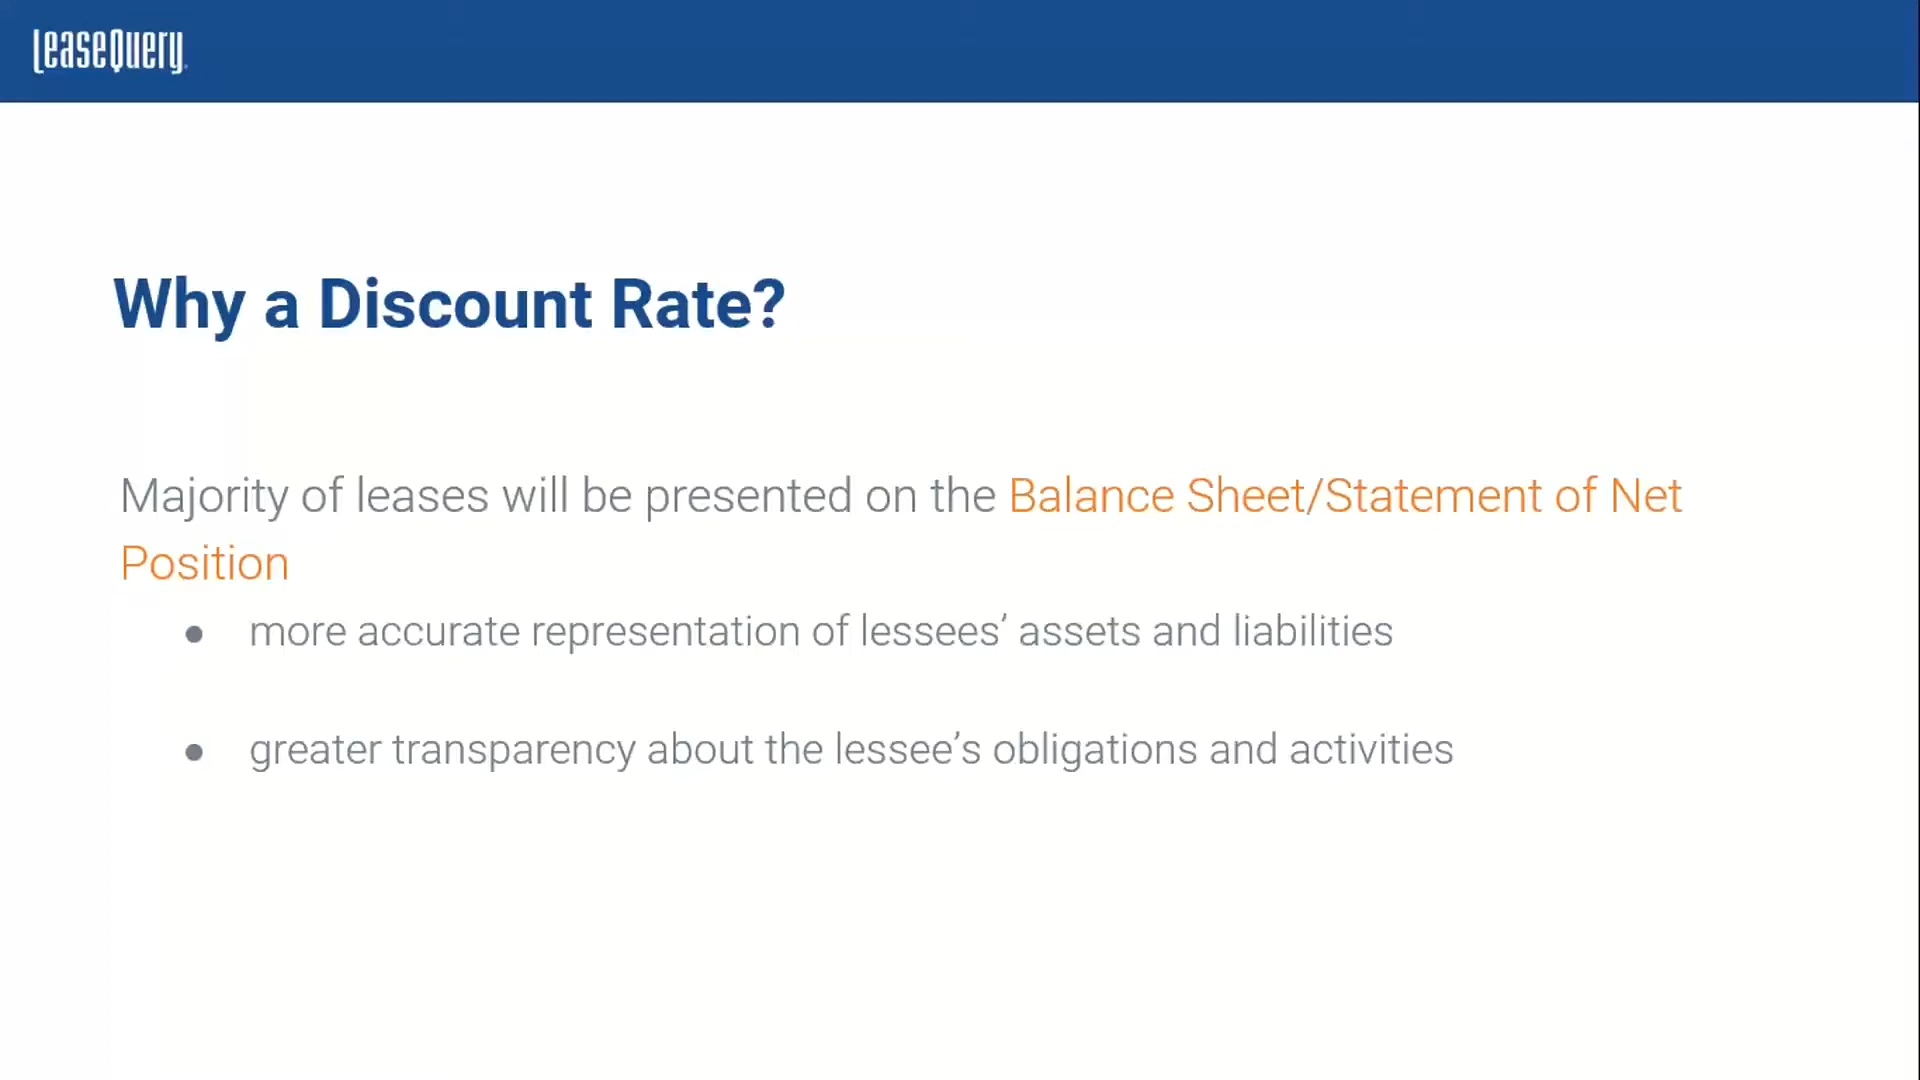 LeaseQuery
Why a Discount Rate?
Majority of leases will be presented on the Balance Sheet/Statement of Net
Position
● more accurate representation of lessees’ assets and liabilities
● greater transparency about the lessee’s obligations and activities